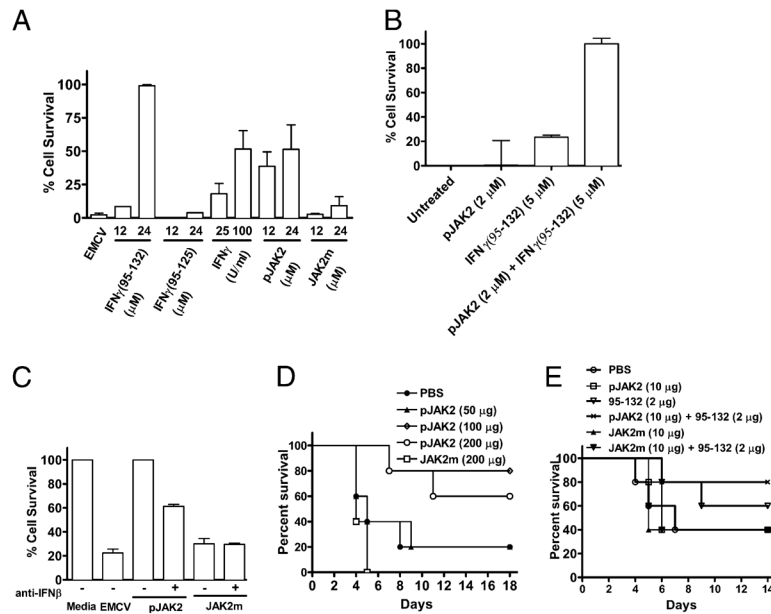 A
% Cell Survival
100
75
50
25
0
12 24 12 24 25 100 12 24 12 24
EMCV
IFNγ(95-132) (μM)
IFNγ(95-125) (μM)
IFNγ (U/ml)
pJAK2 (μM)
JAK2m (μM)
B
% Cell Survival
100
80
60
40
20
0
Untreated
pJAK2 (2 μM)
IFN γ(95-132) (5 μM)
pJAK2 (2 μM) + IFN γ(95-132) (5 μM)
C
% Cell Survival
100
80
60
40
20
0
anti-IFNβ - - - + - +
Media EMCV pJAK2 JAK2m
D
PBS
pJAK2 (50 μg)
pJAK2 (100 μg)
pJAK2 (200 μg)
JAK2m (200 μg)
Percent survival
100
80
60
40
20
0
0 2 4 6 8 10 12 14 16 18
Days
E
PBS
pJAK2 (10 μg)
95-132 (2 μg)
pJAK2 (10 μg) + 95-132 (2 μg)
JAK2m (10 μg)
JAK2m (10 μg) + 95-132 (2 μg)
Percent survival
100
80
60
40
20
0
0 2 4 6 8 10 12 14
Days